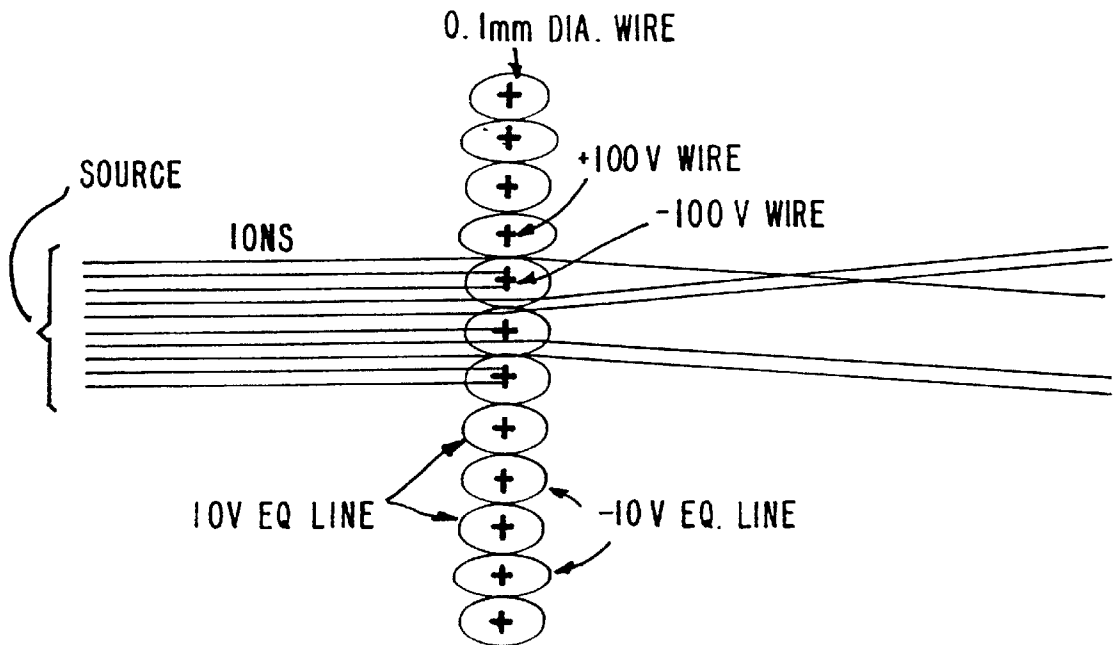 0.1mm DIA. WIRE
+100 V WIRE
SOURCE
-100 V WIRE
IONS
10V EQ LINE
-10 V EQ. LINE